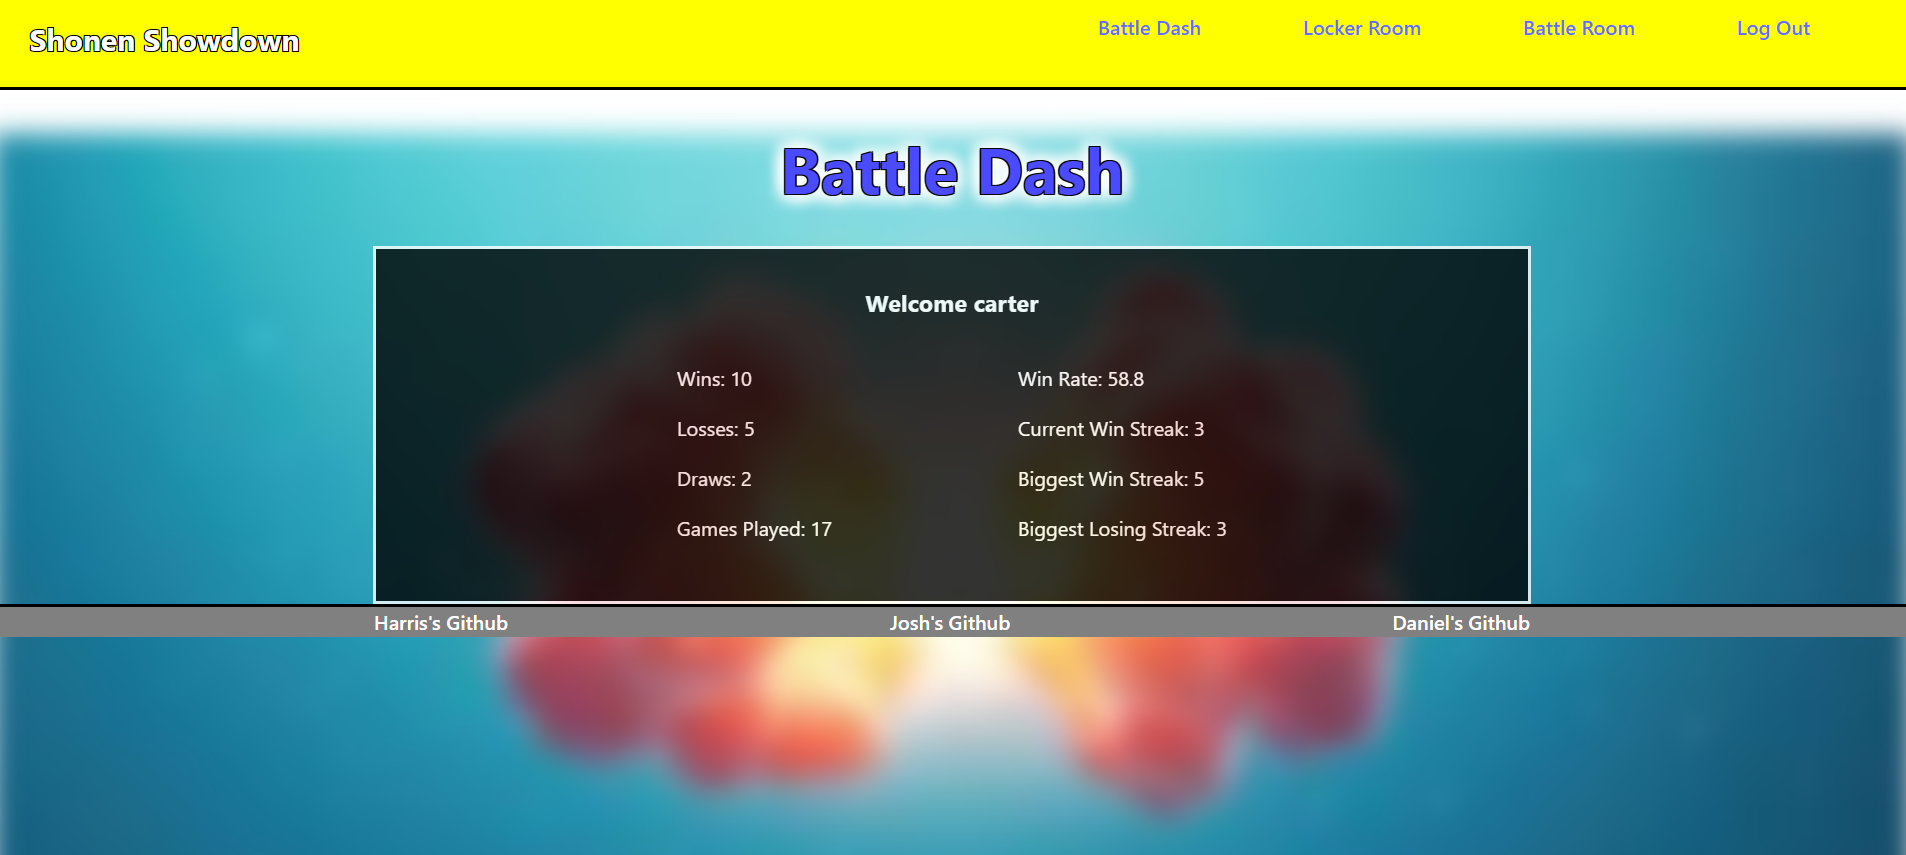 Shonen Showdown
Battle Dash
Locker Room
Battle Room
Log Out
Battle Dash
Welcome carter
Wins: 10
Losses: 5
Draws: 2
Games Played: 17
Win Rate: 58.8
Current Win Streak: 3
Biggest Win Streak: 5
Biggest Losing Streak: 3
Harris's Github
Josh's Github
Daniel's Github